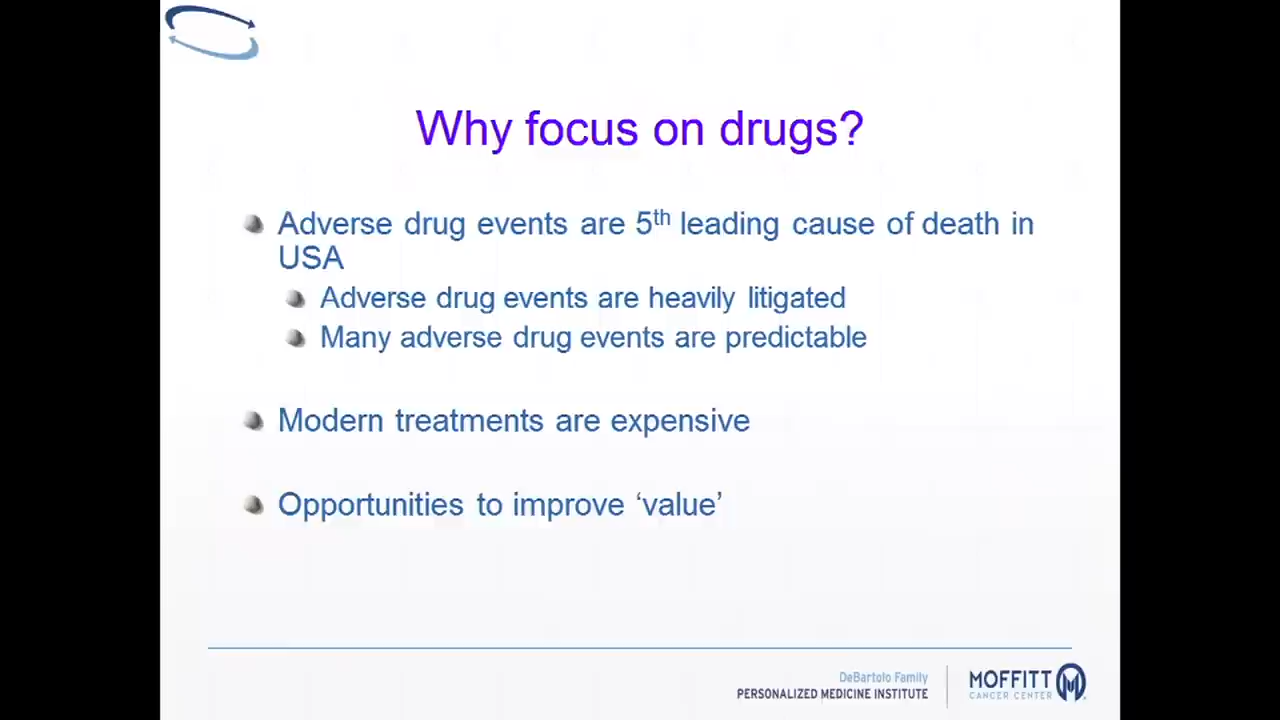 Why focus on drugs?
Adverse drug events are 5th leading cause of death in
USA
Adverse drug events are heavily litigated
Many adverse drug events are predictable
Modern treatments are expensive
Opportunities to improve ‘value’
DeBartolo Family
PERSONALIZED MEDICINE INSTITUTE
MOFFITT
CANCER CENTER